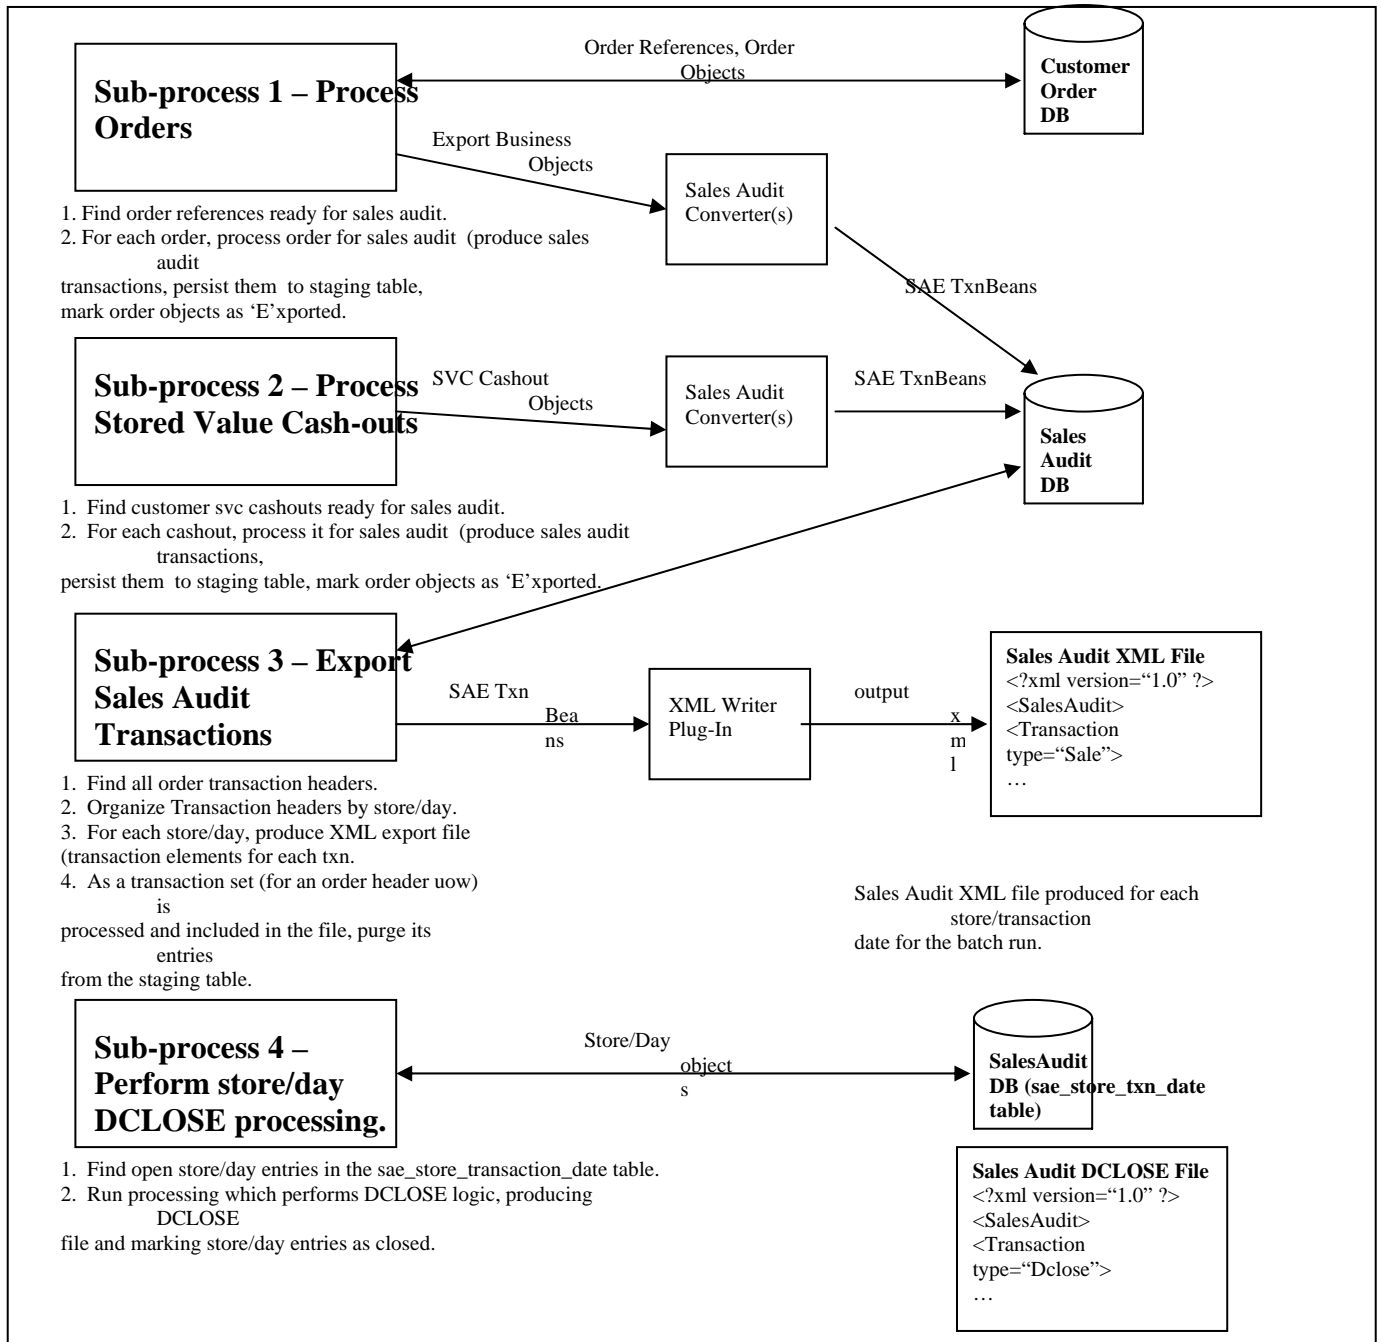 Order References, Order
Objects
Customer
Order
DB
Sub-process 1 – Process
Orders
Export Business
Objects
Sales Audit
Converter(s)
1. Find order references ready for sales audit.
2. For each order, process order for sales audit  (produce sales
audit
transactions, persist them  to staging table,
mark order objects as ‘E’xported.
SAE TxnBeans
Sub-process 2 – Process
Stored Value Cash-outs
SVC Cashout
Objects
Sales Audit
Converter(s)
SAE TxnBeans
Sales
Audit
DB
1.  Find customer svc cashouts ready for sales audit.
2.  For each cashout, process it for sales audit  (produce sales audit
transactions,
persist them  to staging table, mark order objects as ‘E’xported.
Sub-process 3 – Export
Sales Audit
Transactions
SAE Txn
Bea
ns
XML Writer
Plug-In
output
x
m
l
Sales Audit XML File
<?xml version=“1.0” ?>
<SalesAudit>
<Transaction
type=“Sale”>
…
1.  Find all order transaction headers.
2.  Organize Transaction headers by store/day.
3.  For each store/day, produce XML export file
(transaction elements for each txn.
4.  As a transaction set (for an order header uow)
is
processed and included in the file, purge its
entries
from the staging table.
Sales Audit XML file produced for each
store/transaction
date for the batch run.
Sub-process 4 –
Perform store/day
DCLOSE processing.
Store/Day
object
s
SalesAudit
DB (sae_store_txn_date
table)
1.  Find open store/day entries in the sae_store_transaction_date table.
2.  Run processing which performs DCLOSE logic, producing
DCLOSE
file and marking store/day entries as closed.
Sales Audit DCLOSE File
<?xml version=“1.0” ?>
<SalesAudit>
<Transaction
type=“Dclose”>
…